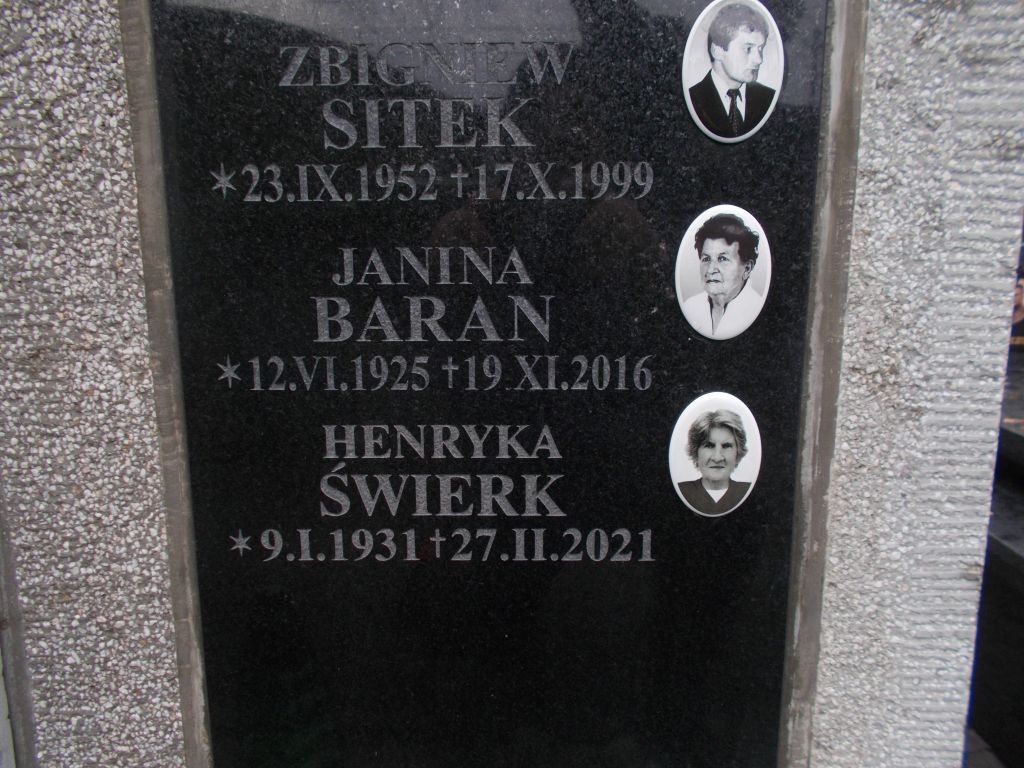 ZBIGNIEW
SITEK
✶23.IX.1952 †17.X.1999
JANINA
BARAN
✶12.VI.1925 †19.XI.2016
HENRYKA
ŚWIERK
✶9.I.1931 †27.II.2021